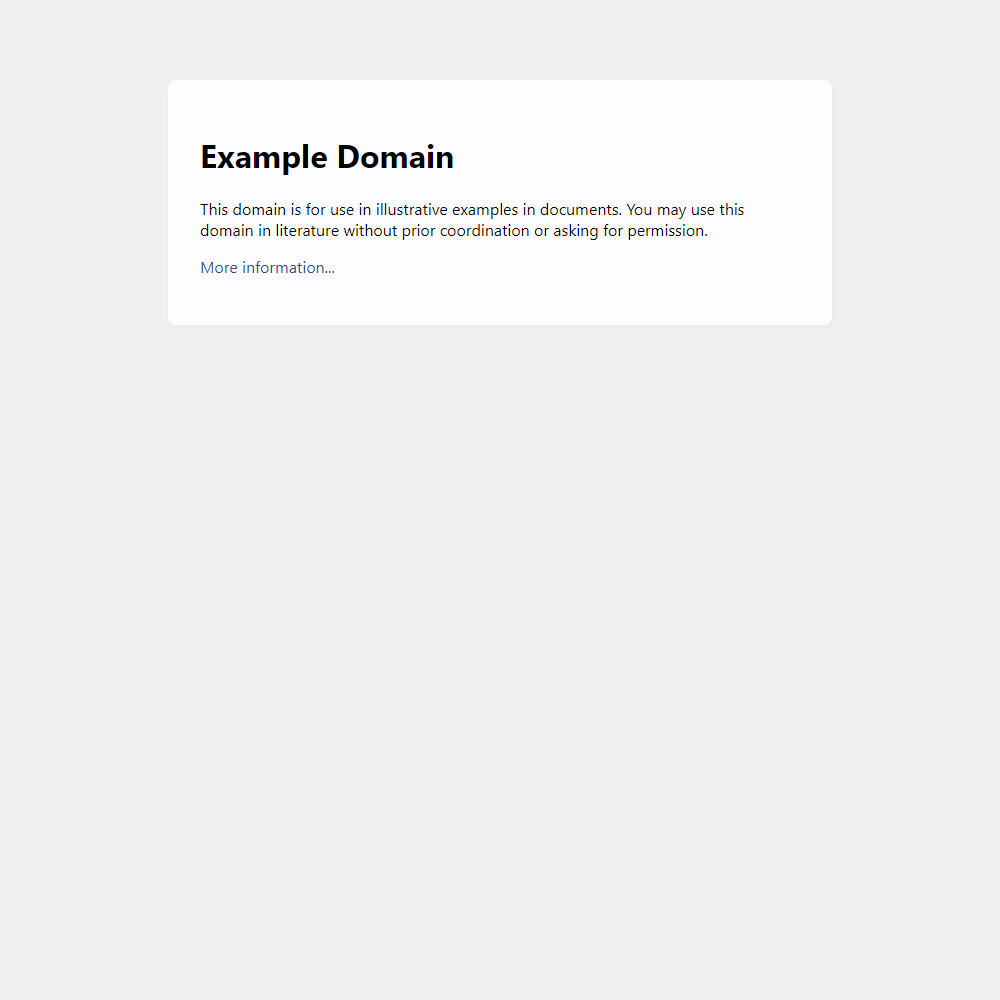 Example Domain
This domain is for use in illustrative examples in documents. You may use this
domain in literature without prior coordination or asking for permission.
More information...